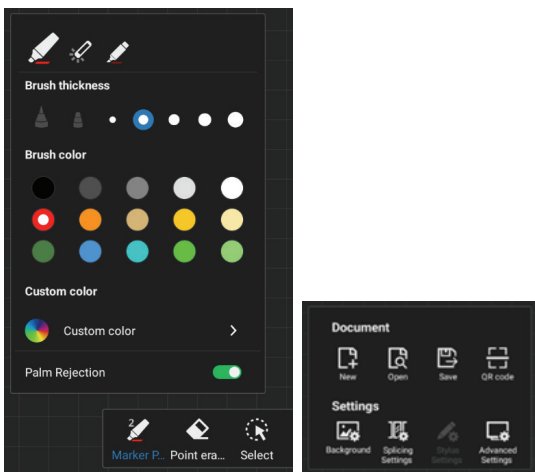 Brush thickness
Brush color
Custom color
Custom color
Palm Rejection
2
Marker P... Point era... Select
Document
New Open Save QR code
Settings
Background Splicing Settings Stylus Settings Advanced Settings